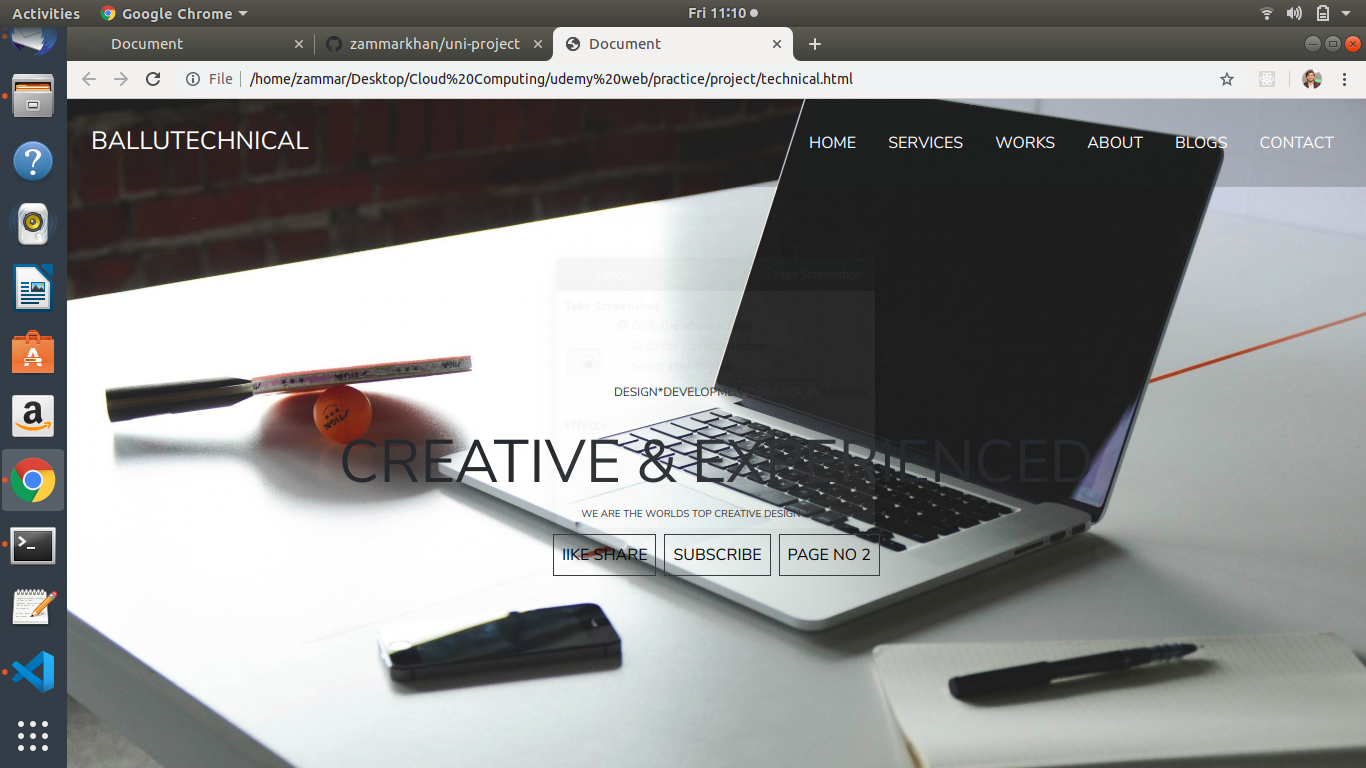 Activities Google Chrome Fri 11:10
Document zammarkhan/uni-project Document
File /home/zammar/Desktop/Cloud%20Computing/udemy%20web/practice/project/technical.html
BALLUTECHNICAL HOME SERVICES WORKS ABOUT BLOGS CONTACT
Cancel Take Screenshot
Take Screenshot
Grab the whole screen
Grab the current window
Select area to grab
DESIGN*DEVELOPMENT*BRANDING seconds
Effects
STIGA
CREATIVE & EXPERIENCED
WE ARE THE WORLDS TOP CREATIVE DESIGN
IIKE SHARE SUBSCRIBE PAGE NO 2